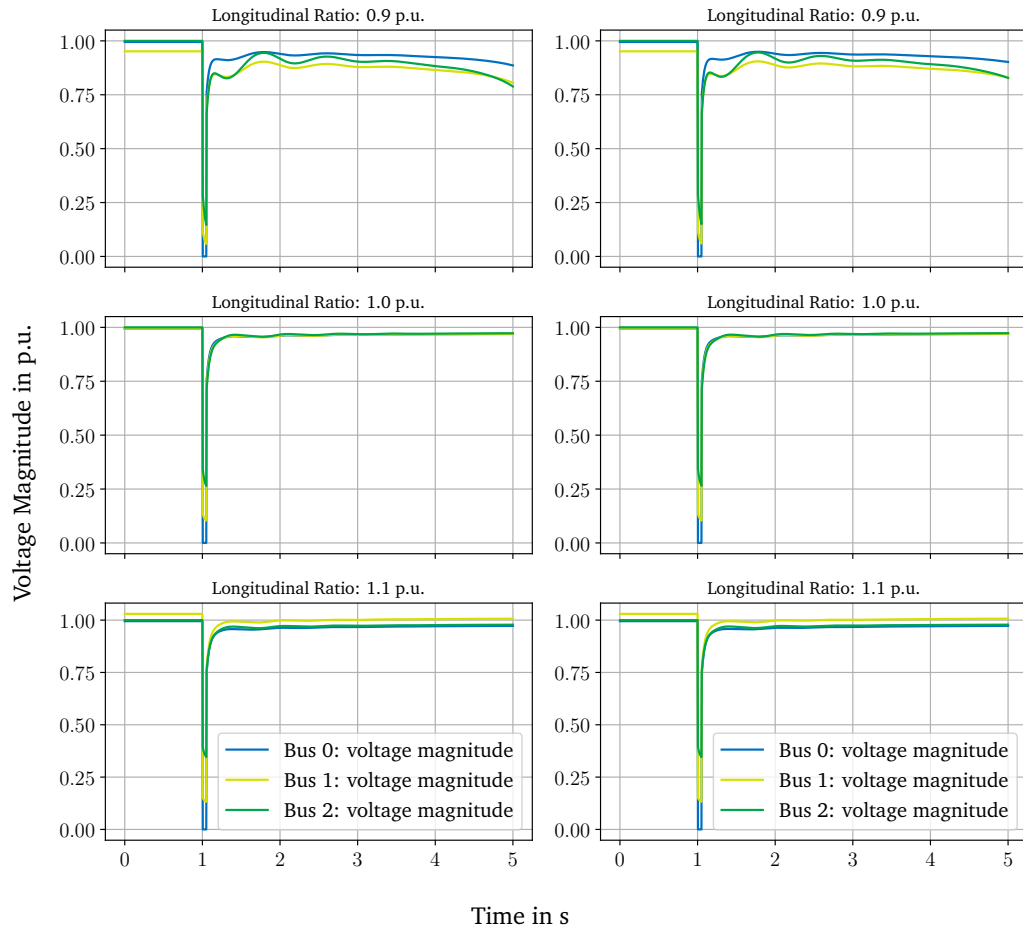 Longitudinal Ratio: 0.9 p.u.
Longitudinal Ratio: 0.9 p.u.
1.00
0.75
0.50
0.25
0.00
1.00
0.75
0.50
0.25
0.00
Longitudinal Ratio: 1.0 p.u.
Longitudinal Ratio: 1.0 p.u.
1.00
0.75
0.50
0.25
0.00
1.00
0.75
0.50
0.25
0.00
Voltage Magnitude in p.u.
Longitudinal Ratio: 1.1 p.u.
Longitudinal Ratio: 1.1 p.u.
1.00
0.75
0.50
0.25
0.00
Bus 0: voltage magnitude
Bus 1: voltage magnitude
Bus 2: voltage magnitude
0 1 2 3 4 5
1.00
0.75
0.50
0.25
0.00
Bus 0: voltage magnitude
Bus 1: voltage magnitude
Bus 2: voltage magnitude
0 1 2 3 4 5
Time in s